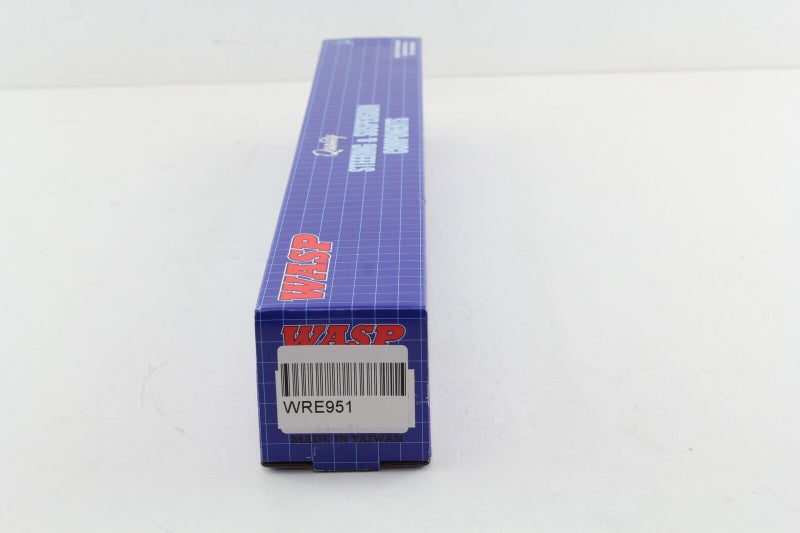 Quality
STEERING & SUSPENSION
COMPONENTS
WASP
WASP
WRE951
MADE IN TAIWAN